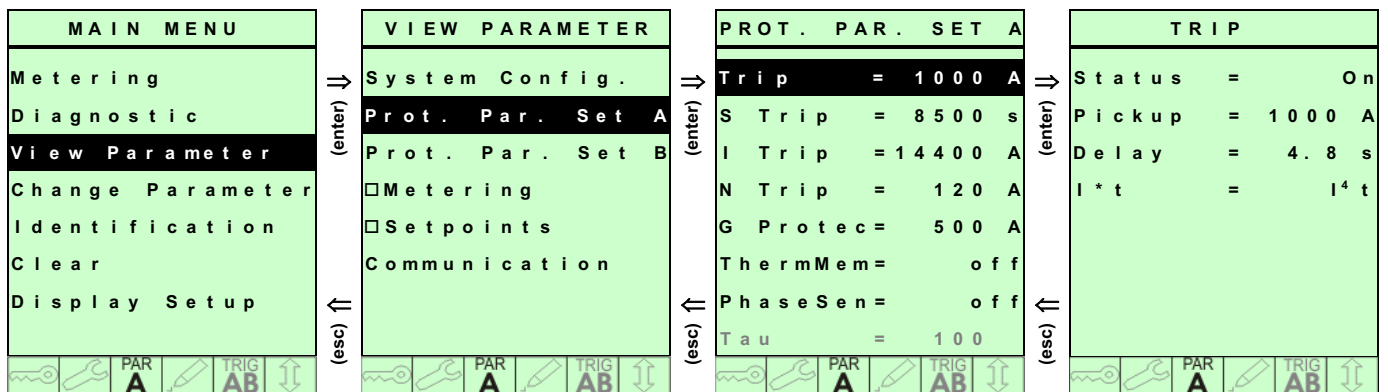 MAIN MENU
Metering
Diagnostic
View Parameter
Change Parameter
Identification
Clear
Display Setup
PAR
A
TRIG
AB
⇒
(enter)
⇐
(esc)
VIEW PARAMETER
System Config.
Prot. Par. Set A
Prot. Par. Set B
□Metering
□Setpoints
Communication
PAR
A
TRIG
AB
⇒
(enter)
⇐
(esc)
PROT. PAR. SET A
Trip = 1000 A
S Trip = 8500 s
I Trip =14400 A
N Trip = 120 A
G Protec= 500 A
ThermMem= off
PhaseSen= off
Tau = 100
PAR
A
TRIG
AB
⇒
(enter)
⇐
(esc)
TRIP
Status = On
Pickup = 1000 A
Delay = 4.8 s
I*t = I⁴t
PAR
A
TRIG
AB